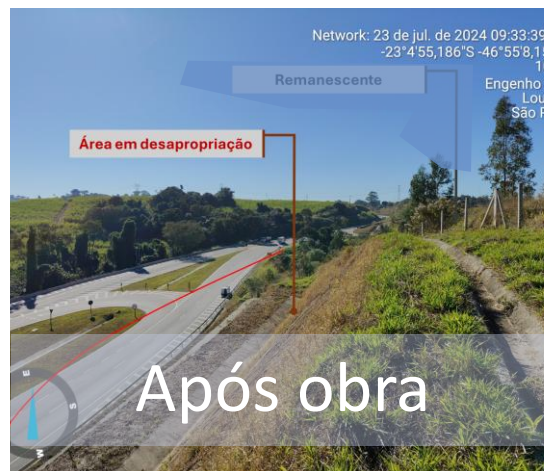 Network: 23 de jul. de 2024 09:33:39
-23°4'55,186"S -46°55'8,15
Remanescente
Engenho
Lou
São P
Área em desapropriação
Após obra
E
S
W